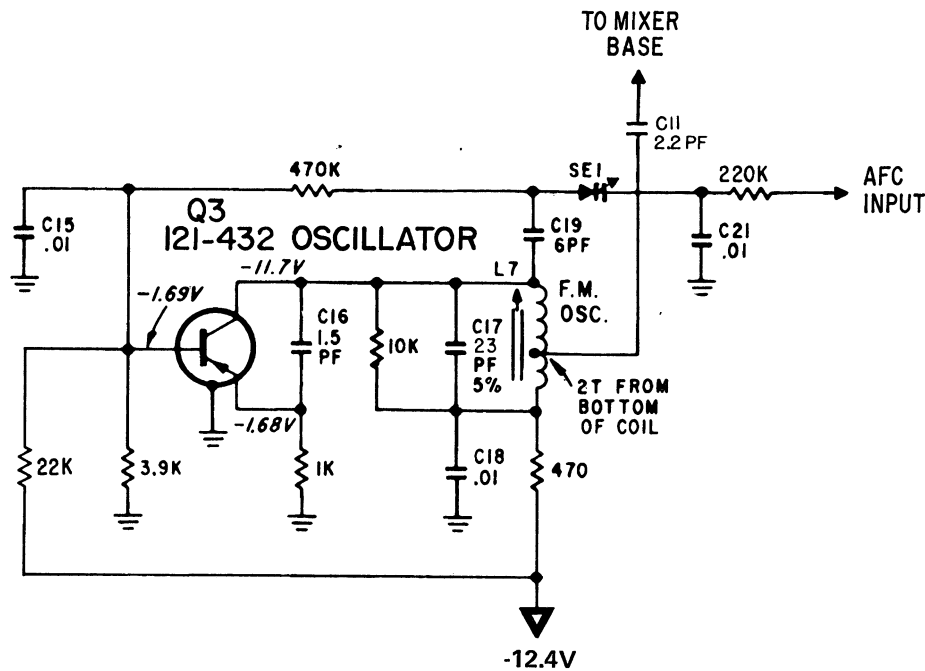 TO MIXER
BASE
C11
2.2 PF
470K
SE1
220K
AFC
INPUT
C15
.01
Q3
121-432 OSCILLATOR
C19
6PF
C21
.01
-11.7V
L7
F.M.
OSC.
-1.69V
C16
1.5
PF
10K
C17
23
PF
5%
2T FROM
BOTTOM
OF COIL
-1.68V
22K
3.9K
1K
C18
.01
470
-12.4V